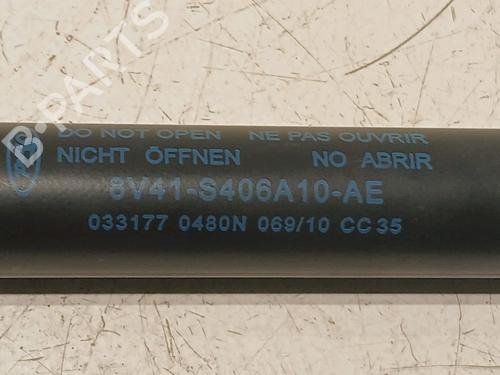 B-PARTS
DO NOT OPEN NE PAS OUVRIR
NICHT ÖFFNEN NO ABRIR
8V41-S406A10-AE
033177 0480N 069/10 CC35